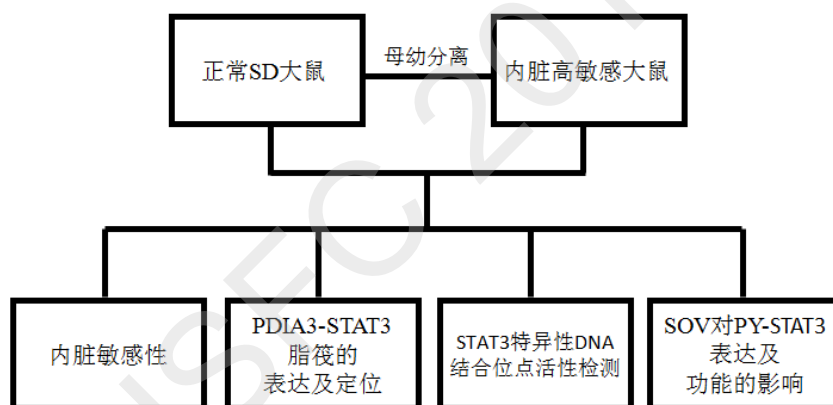 正常SD大鼠
母幼分离
内脏高敏感大鼠
内脏敏感性
PDIA3-STAT3
脂筏的
表达及定位
STAT3特异性DNA
结合位点活性检测
SOV对PY-STAT3
表达及
功能的影响